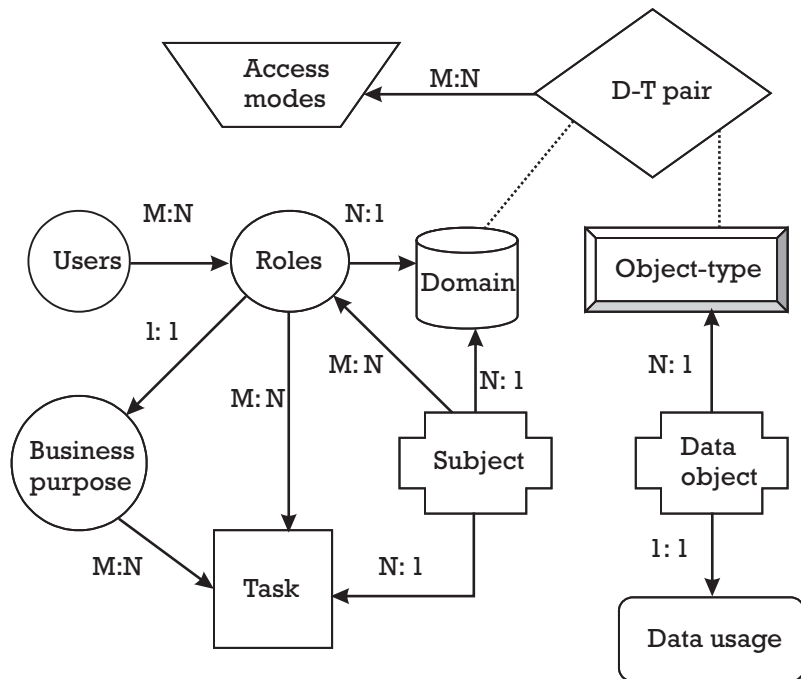 Access
modes
M:N
D-T pair
M:N
N:1
Users
Roles
Domain
Object-type
1: 1
M: N
M: N
N: 1
N: 1
Business
purpose
Subject
Data
object
M:N
N: 1
1: 1
Task
Data usage